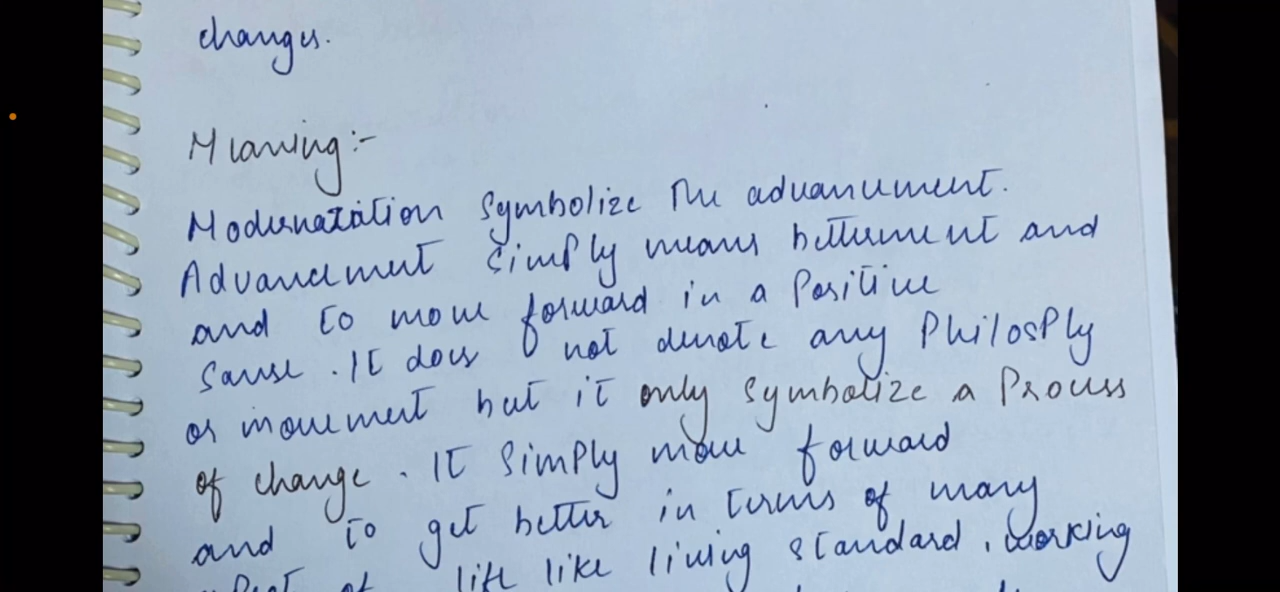 changes.
Meaning:-
Modernazation symbolize the advancement.
Advancement simply means betterment and
and to move forward in a Positive
sause. It does not denote any Philosphy
or movement but it only symbolize a Process
of change. It simply move forward
and to get better in terms of many
life like living standard, working